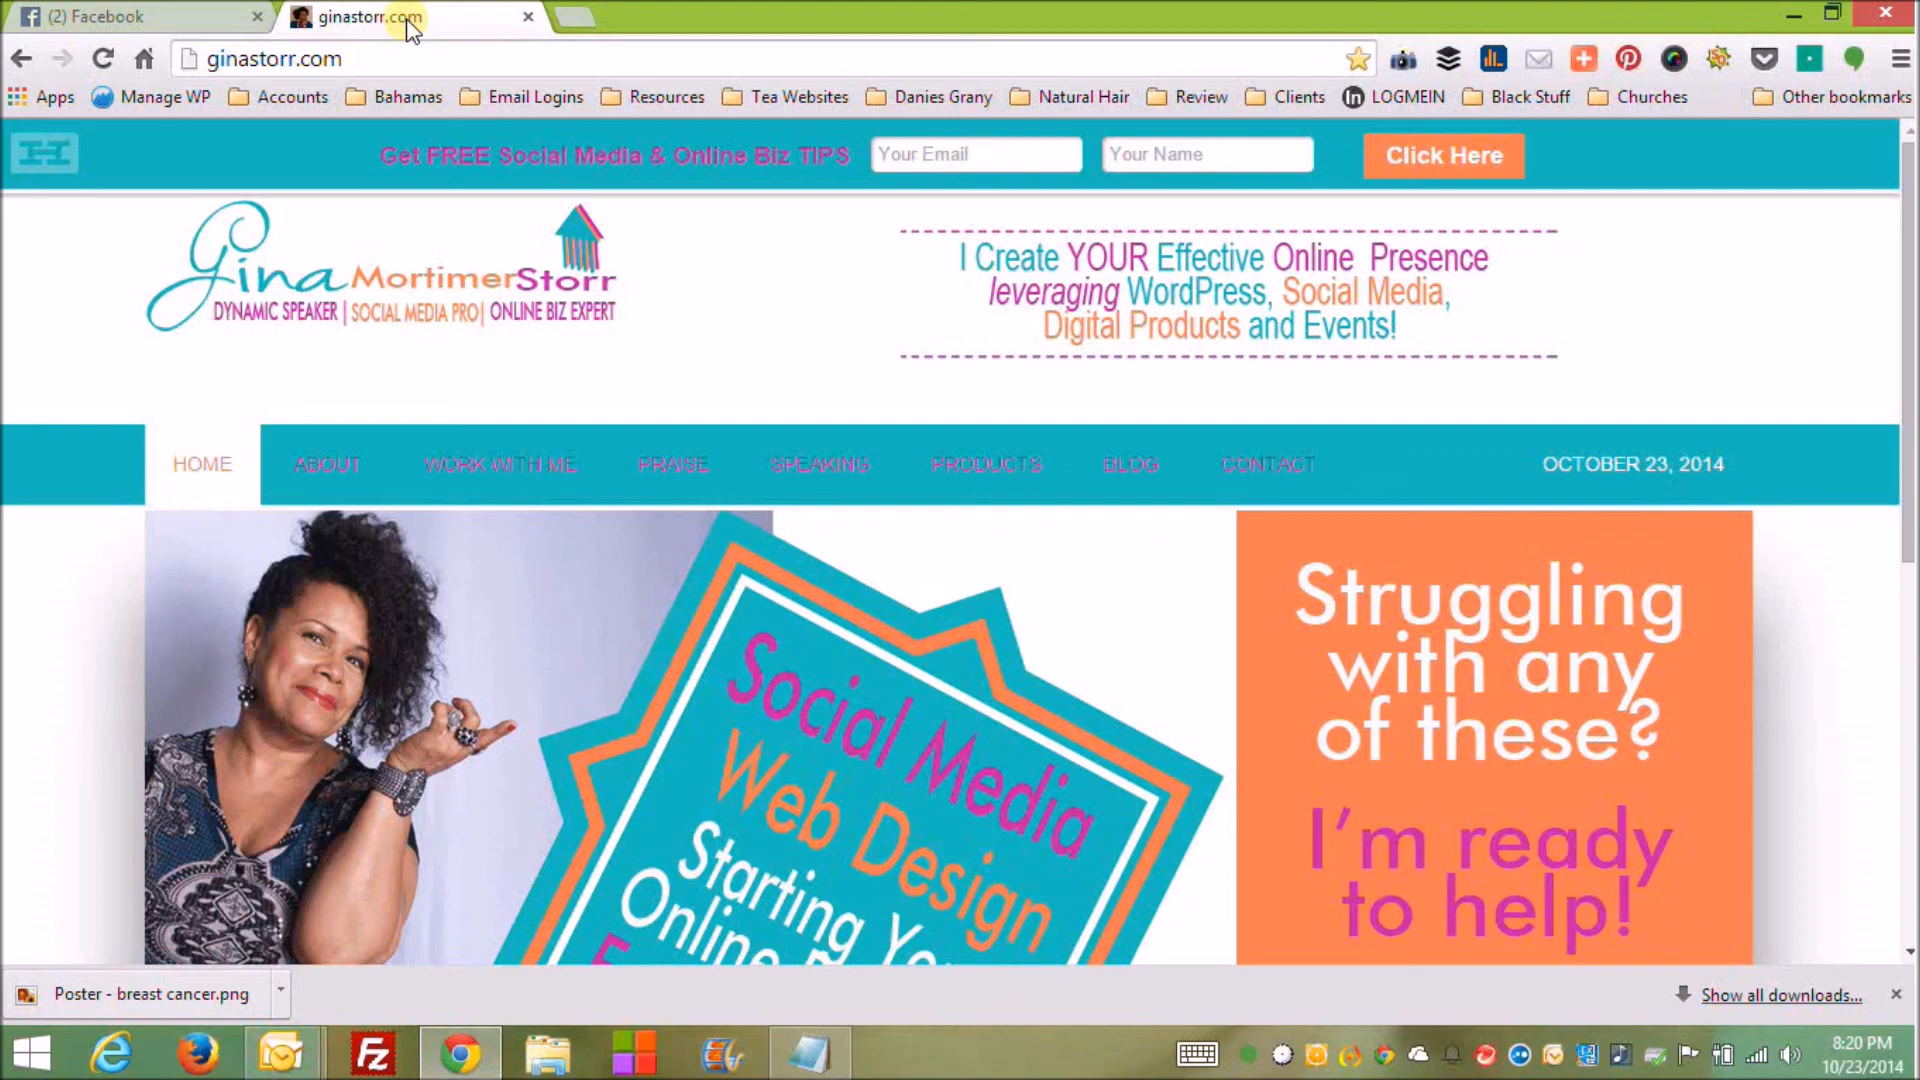 (2) Facebook
ginastorr.com
ginastorr.com
Apps Manage WP Accounts Bahamas Email Logins Resources Tea Websites Danies Grany Natural Hair Review Clients LOGMEIN Black Stuff Churches Other bookmarks
Get FREE Social Media & Online Biz TIPS Your Email Your Name Click Here
Gina MortimerStorr
DYNAMIC SPEAKER | SOCIAL MEDIA PRO | ONLINE BIZ EXPERT
I Create YOUR Effective Online Presence
leveraging WordPress, Social Media,
Digital Products and Events!
HOME ABOUT WORK WITH ME PRAISE SPEAKING PRODUCTS BLOG CONTACT OCTOBER 23, 2014
Social Media
Web Design
Starting Yo
Online
Struggling
with any
of these?
I'm ready
to help!
Poster - breast cancer.png
Show all downloads...
8:20 PM
10/23/2014